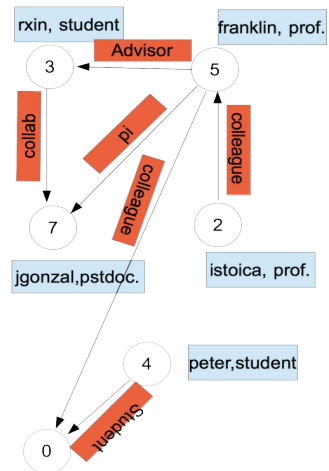 rxin, student
franklin, prof.
Advisor
3
5
collab
pi
colleague
colleague
7
2
jgonzal,pstdoc.
istoica, prof.
4
peter,student
Student
0